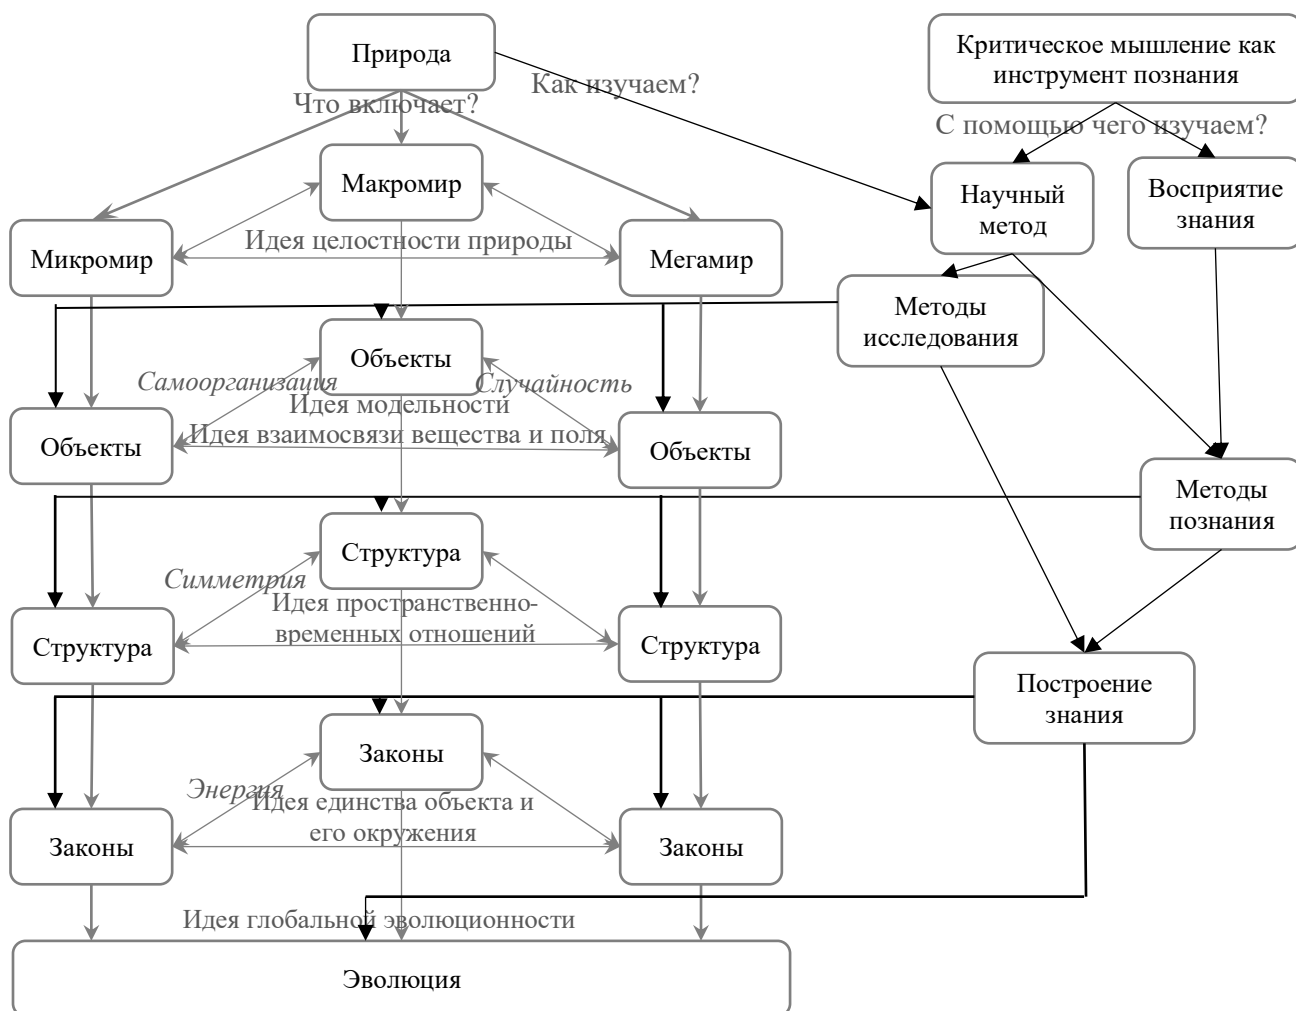 Природа
Критическое мышление как
инструмент познания
Как изучаем?
Что включает?
С помощью чего изучаем?
Макромир
Научный
метод
Восприятие
знания
Идея целостности природы
Микромир
Мегамир
Методы
исследования
Объекты
Самоорганизация
Случайность
Идея модельности
Идея взаимосвязи вещества и поля
Объекты
Объекты
Методы
познания
Структура
Симметрия
Идея пространственно-
временных отношений
Структура
Структура
Построение
знания
Законы
Энергия
Идея единства объекта и
его окружения
Законы
Законы
Идея глобальной эволюционности
Эволюция